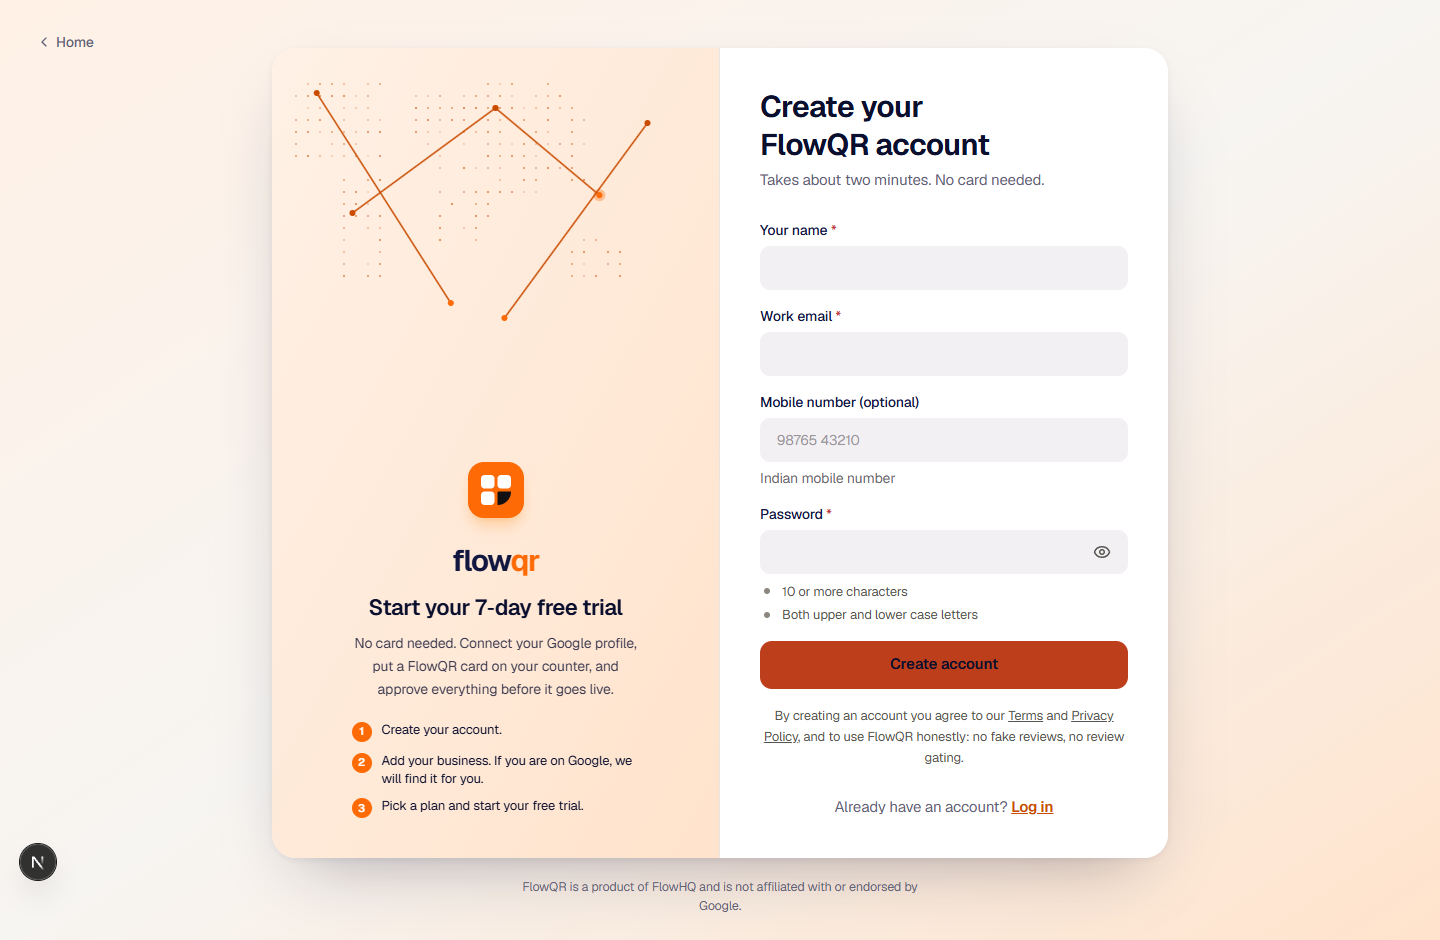 Home
flowqr
Start your 7-day free trial
No card needed. Connect your Google profile,
put a FlowQR card on your counter, and
approve everything before it goes live.
1 Create your account.
2 Add your business. If you are on Google, we
will find it for you.
3 Pick a plan and start your free trial.
Create your
FlowQR account
Takes about two minutes. No card needed.
Your name *
Work email *
Mobile number (optional)
98765 43210
Indian mobile number
Password *
10 or more characters
Both upper and lower case letters
Create account
By creating an account you agree to our Terms and Privacy
Policy, and to use FlowQR honestly: no fake reviews, no review
gating.
Already have an account? Log in
N
FlowQR is a product of FlowHQ and is not affiliated with or endorsed by
Google.